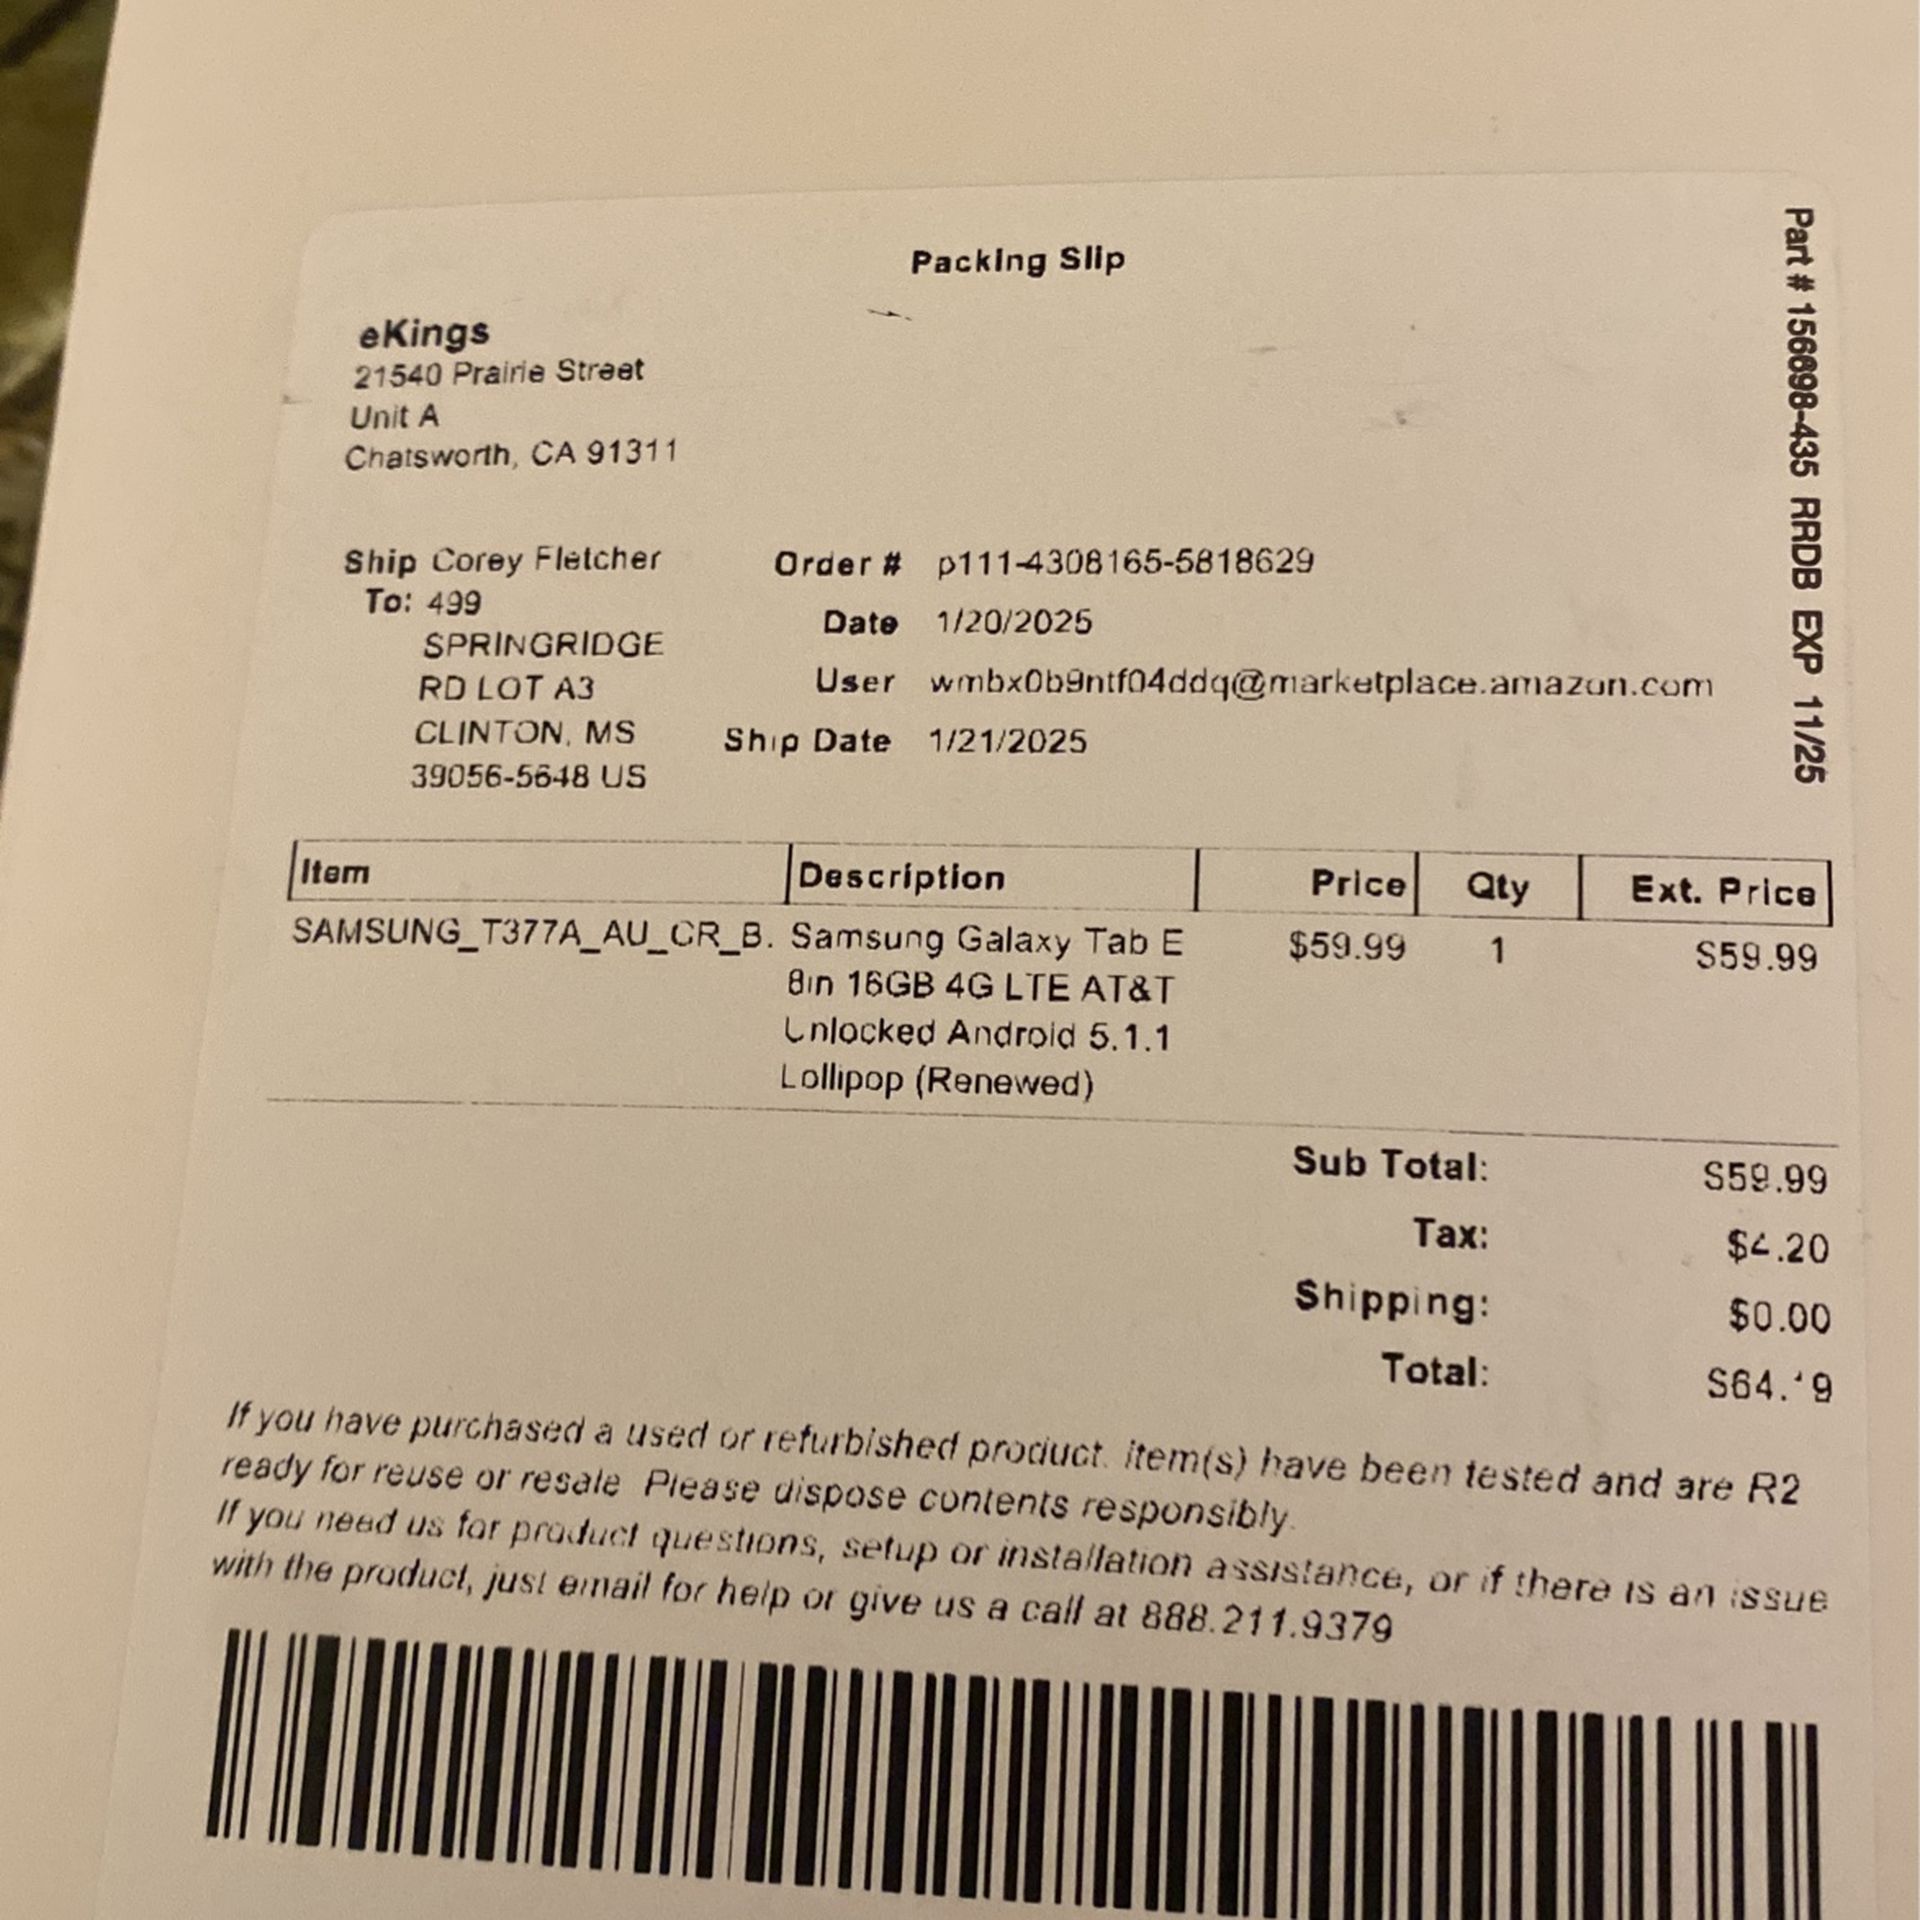 Packing Slip
eKings
21540 Prairie Street
Unit A
Chatsworth, CA 91311
Part # 156698-435 RRDB EXP 11/25
Ship To: Corey Fletcher
499
SPRINGRIDGE
RD LOT A3
CLINTON, MS
39056-5648 US
Order # p111-4308165-5818629
Date 1/20/2025
User wmbx0b9ntf04ddq@marketplace.amazon.com
Ship Date 1/21/2025
Item Description Price Qty Ext. Price
SAMSUNG_T377A_AU_CR_B. Samsung Galaxy Tab E $59.99 1 $59.99
8in 16GB 4G LTE AT&T
Unlocked Android 5.1.1
Lollipop (Renewed)
Sub Total: $59.99
Tax: $4.20
Shipping: $0.00
Total: $64.19
If you have purchased a used or refurbished product. item(s) have been tested and are R2
ready for reuse or resale Please dispose contents responsibly.
If you need us for product questions, setup or installation assistance, or if there is an issue
with the product, just email for help or give us a call at 888.211.9379